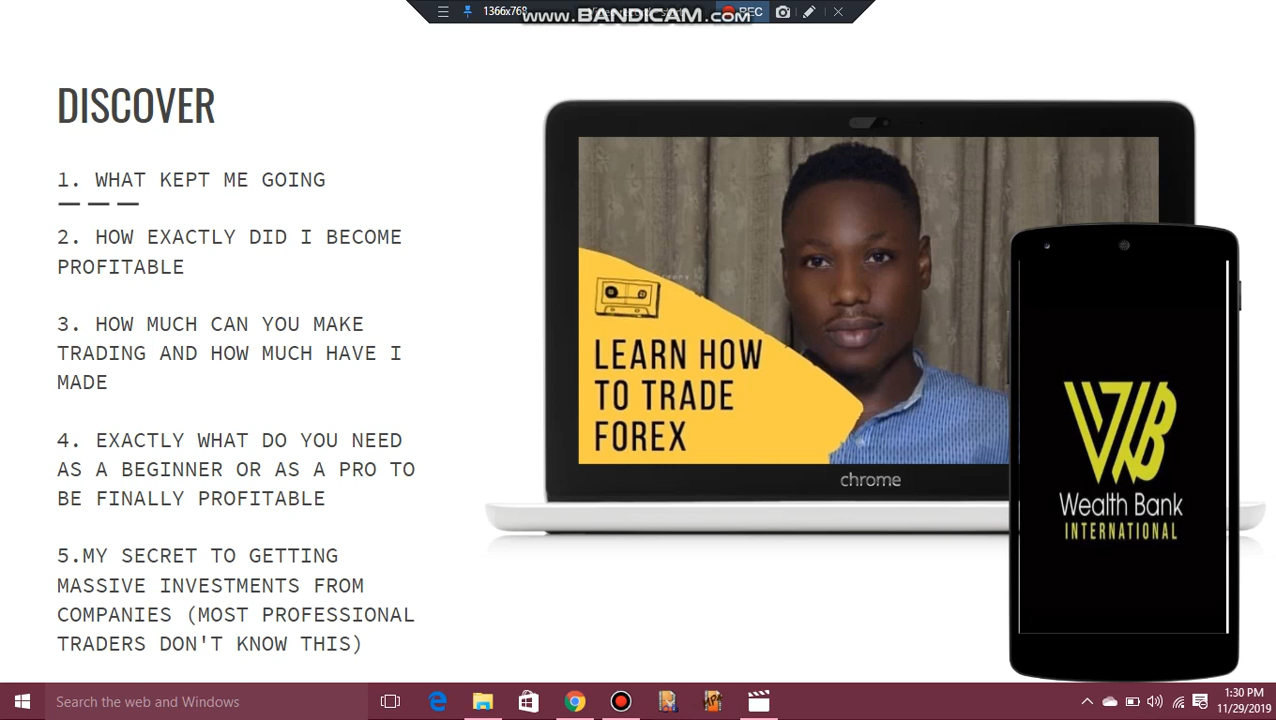 1366x768
www.BANDICAM.com
REC
DISCOVER
1. WHAT KEPT ME GOING
2. HOW EXACTLY DID I BECOME
PROFITABLE
3. HOW MUCH CAN YOU MAKE
TRADING AND HOW MUCH HAVE I
MADE
4. EXACTLY WHAT DO YOU NEED
AS A BEGINNER OR AS A PRO TO
BE FINALLY PROFITABLE
5.MY SECRET TO GETTING
MASSIVE INVESTMENTS FROM
COMPANIES (MOST PROFESSIONAL
TRADERS DON'T KNOW THIS)
LEARN HOW
TO TRADE
FOREX
chrome
WB
Wealth Bank
INTERNATIONAL
Search the web and Windows
1:30 PM
11/29/2019